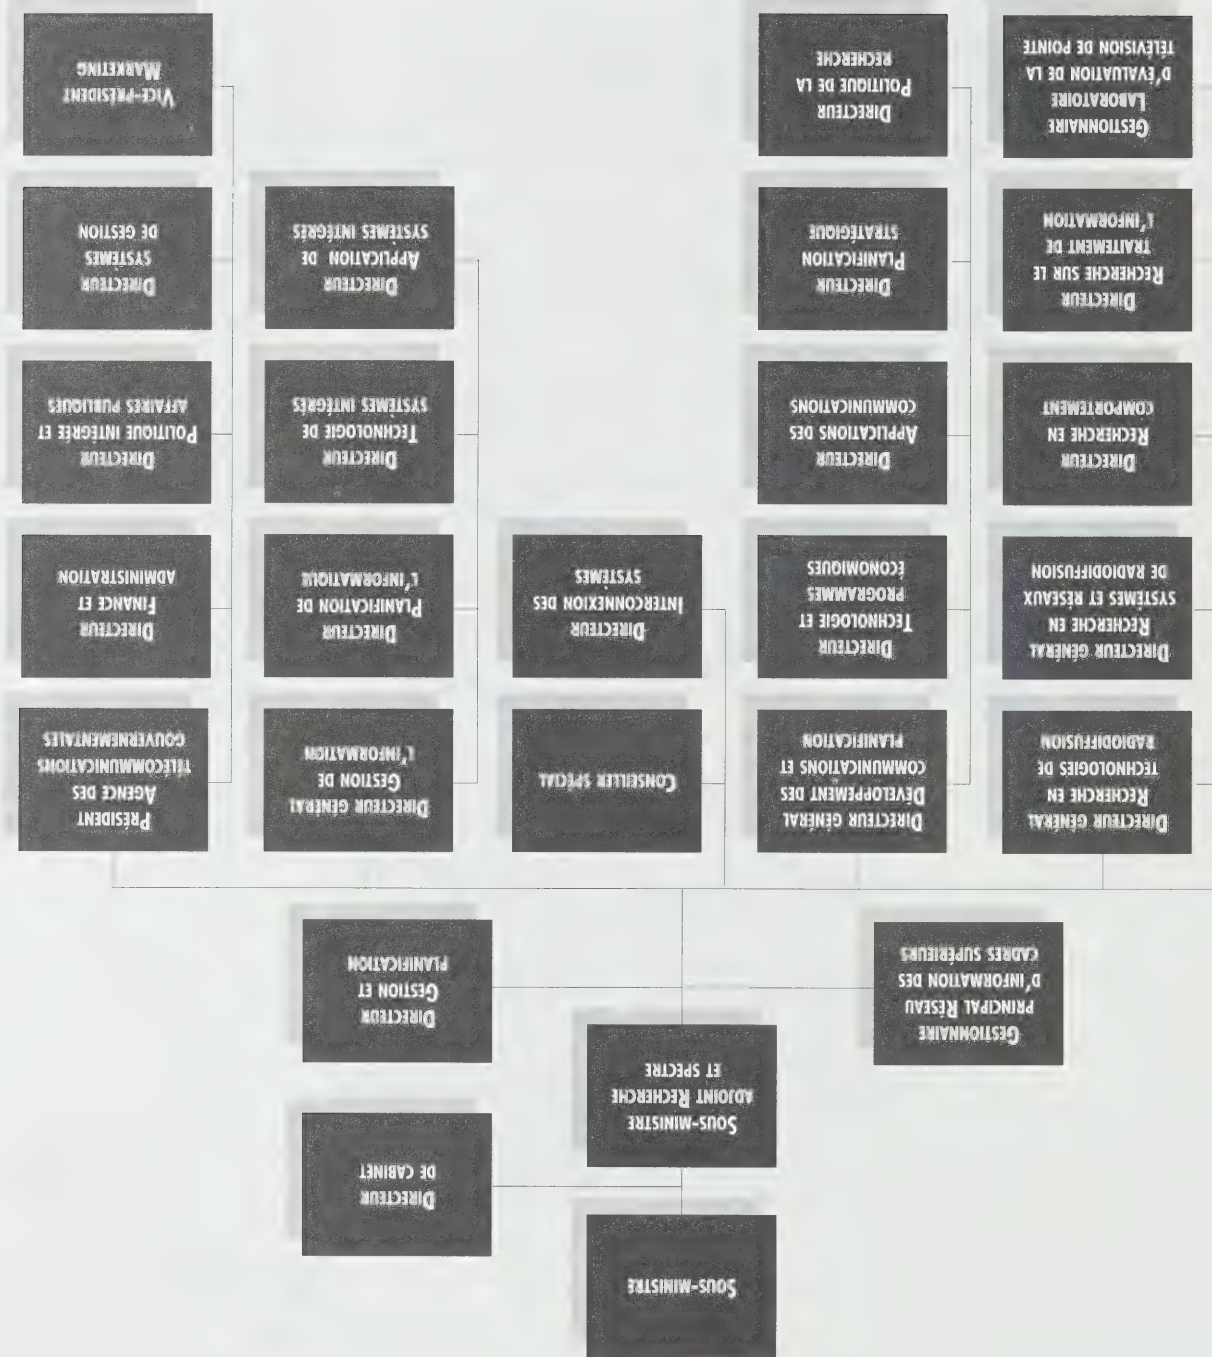 SOUS-MINISTRE
DIRECTEUR
DE CABINET
SOUS-MINISTRE
ADJOINT RECHERCHE
ET SPECTRE
GESTIONNAIRE
PRINCIPAL RÉSEAU
D'INFORMATION DES
CADRES SUPÉRIEURS
DIRECTEUR
GESTION ET
PLANIFICATION
DIRECTEUR GÉNÉRAL
RECHERCHE EN
TECHNOLOGIES DE
RADIODIFFUSION
DIRECTEUR GÉNÉRAL
RECHERCHE EN
SYSTÈMES ET RÉSEAUX
DE RADIODIFFUSION
DIRECTEUR
RECHERCHE EN
COMPORTEMENT
DIRECTEUR
RECHERCHE SUR LE
TRAITEMENT DE
L'INFORMATION
GESTIONNAIRE
LABORATOIRE
D'ÉVALUATION DE LA
TÉLÉVISION DE POINTE
DIRECTEUR GÉNÉRAL
DÉVELOPPEMENT DES
COMMUNICATIONS ET
PLANIFICATION
DIRECTEUR
TECHNOLOGIE ET
PROGRAMMES
ÉCONOMIQUES
DIRECTEUR
APPLICATIONS DES
COMMUNICATIONS
DIRECTEUR
PLANIFICATION
STRATÉGIQUE
DIRECTEUR
POLITIQUE DE LA
RECHERCHE
CONSEILLER SPÉCIAL
DIRECTEUR
INTERCONNEXION DES
SYSTÈMES
DIRECTEUR GÉNÉRAL
GESTION DE
L'INFORMATION
DIRECTEUR
PLANIFICATION DE
L'INFORMATIQUE
DIRECTEUR
TECHNOLOGIE DE
SYSTÈMES INTÉGRÉS
DIRECTEUR
APPLICATION DE
SYSTÈMES INTÉGRÉS
PRÉSIDENT
AGENCE DES
TÉLÉCOMMUNICATIONS
GOUVERNEMENTALES
DIRECTEUR
FINANCE ET
ADMINISTRATION
DIRECTEUR
POLITIQUE INTÉGRÉE ET
AFFAIRES PUBLIQUES
DIRECTEUR
SYSTÈMES
DE GESTION
VICE-PRÉSIDENT
MARKETING